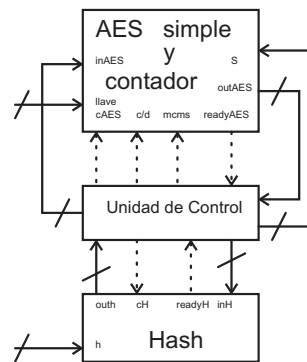 AES simple
y
inAES S
contador
outAES
llave
cAES c/d mcms readyAES
Unidad de Control
outh cH readyH inH
h Hash